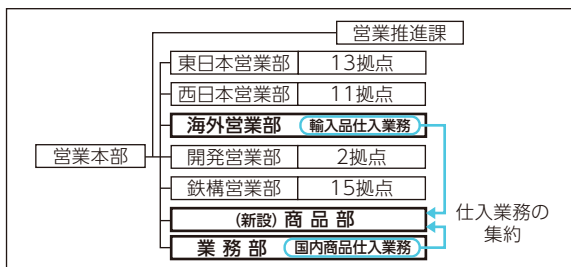 営業推進課
東日本営業部 13拠点
西日本営業部 11拠点
海外営業部 輸入品仕入業務
営業本部
開発営業部 2拠点
鉄構営業部 15拠点
(新設) 商品部
仕入業務の
集約
業務部 国内商品仕入業務